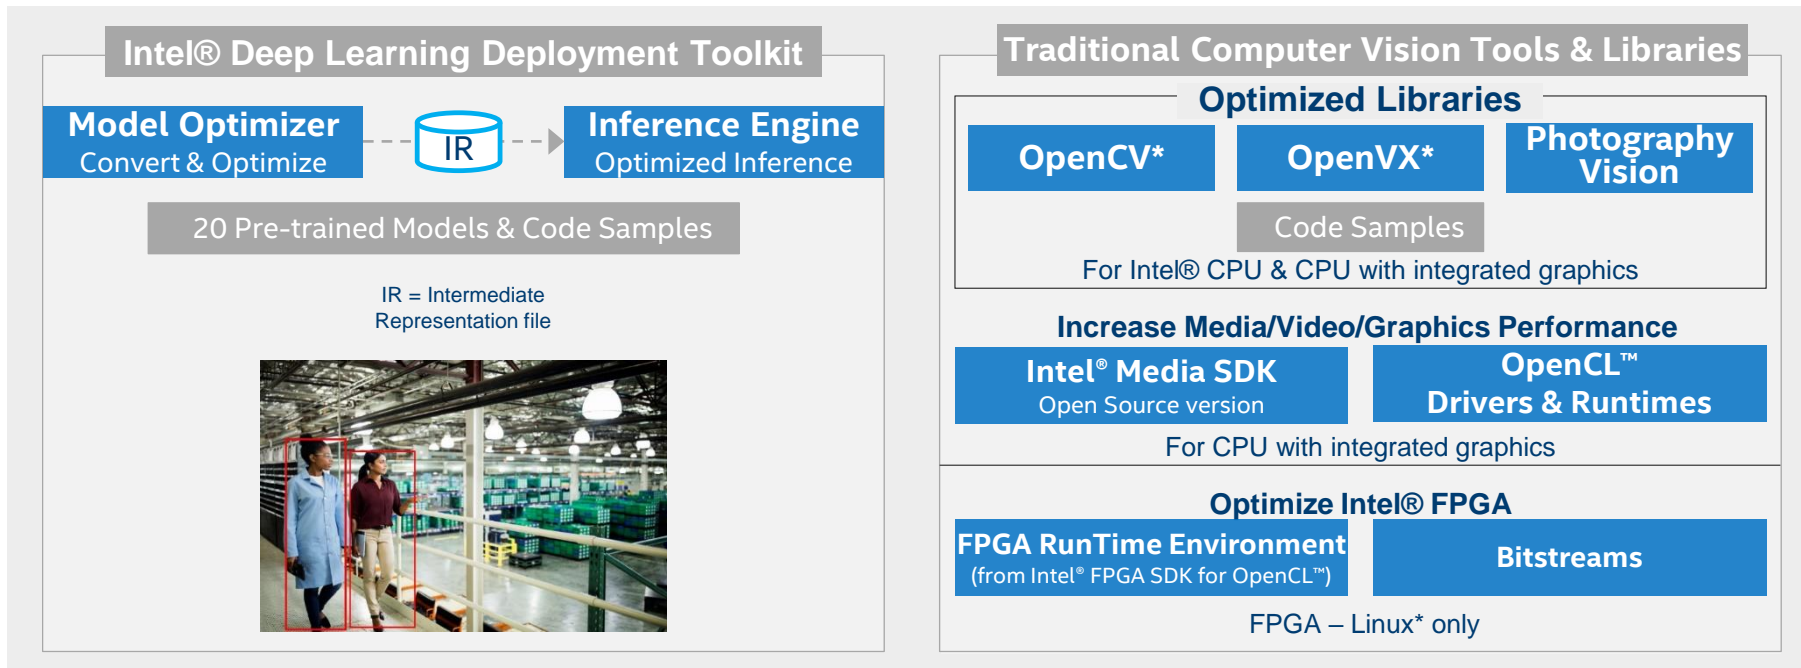 Intel® Deep Learning Deployment Toolkit
Model Optimizer
Convert & Optimize
IR
Inference Engine
Optimized Inference
20 Pre-trained Models & Code Samples
IR = Intermediate
Representation file
Traditional Computer Vision Tools & Libraries
Optimized Libraries
OpenCV*
OpenVX*
Photography
Vision
Code Samples
For Intel® CPU & CPU with integrated graphics
Increase Media/Video/Graphics Performance
Intel® Media SDK
Open Source version
OpenCL™
Drivers & Runtimes
For CPU with integrated graphics
Optimize Intel® FPGA
FPGA RunTime Environment
(from Intel® FPGA SDK for OpenCL™)
Bitstreams
FPGA – Linux* only